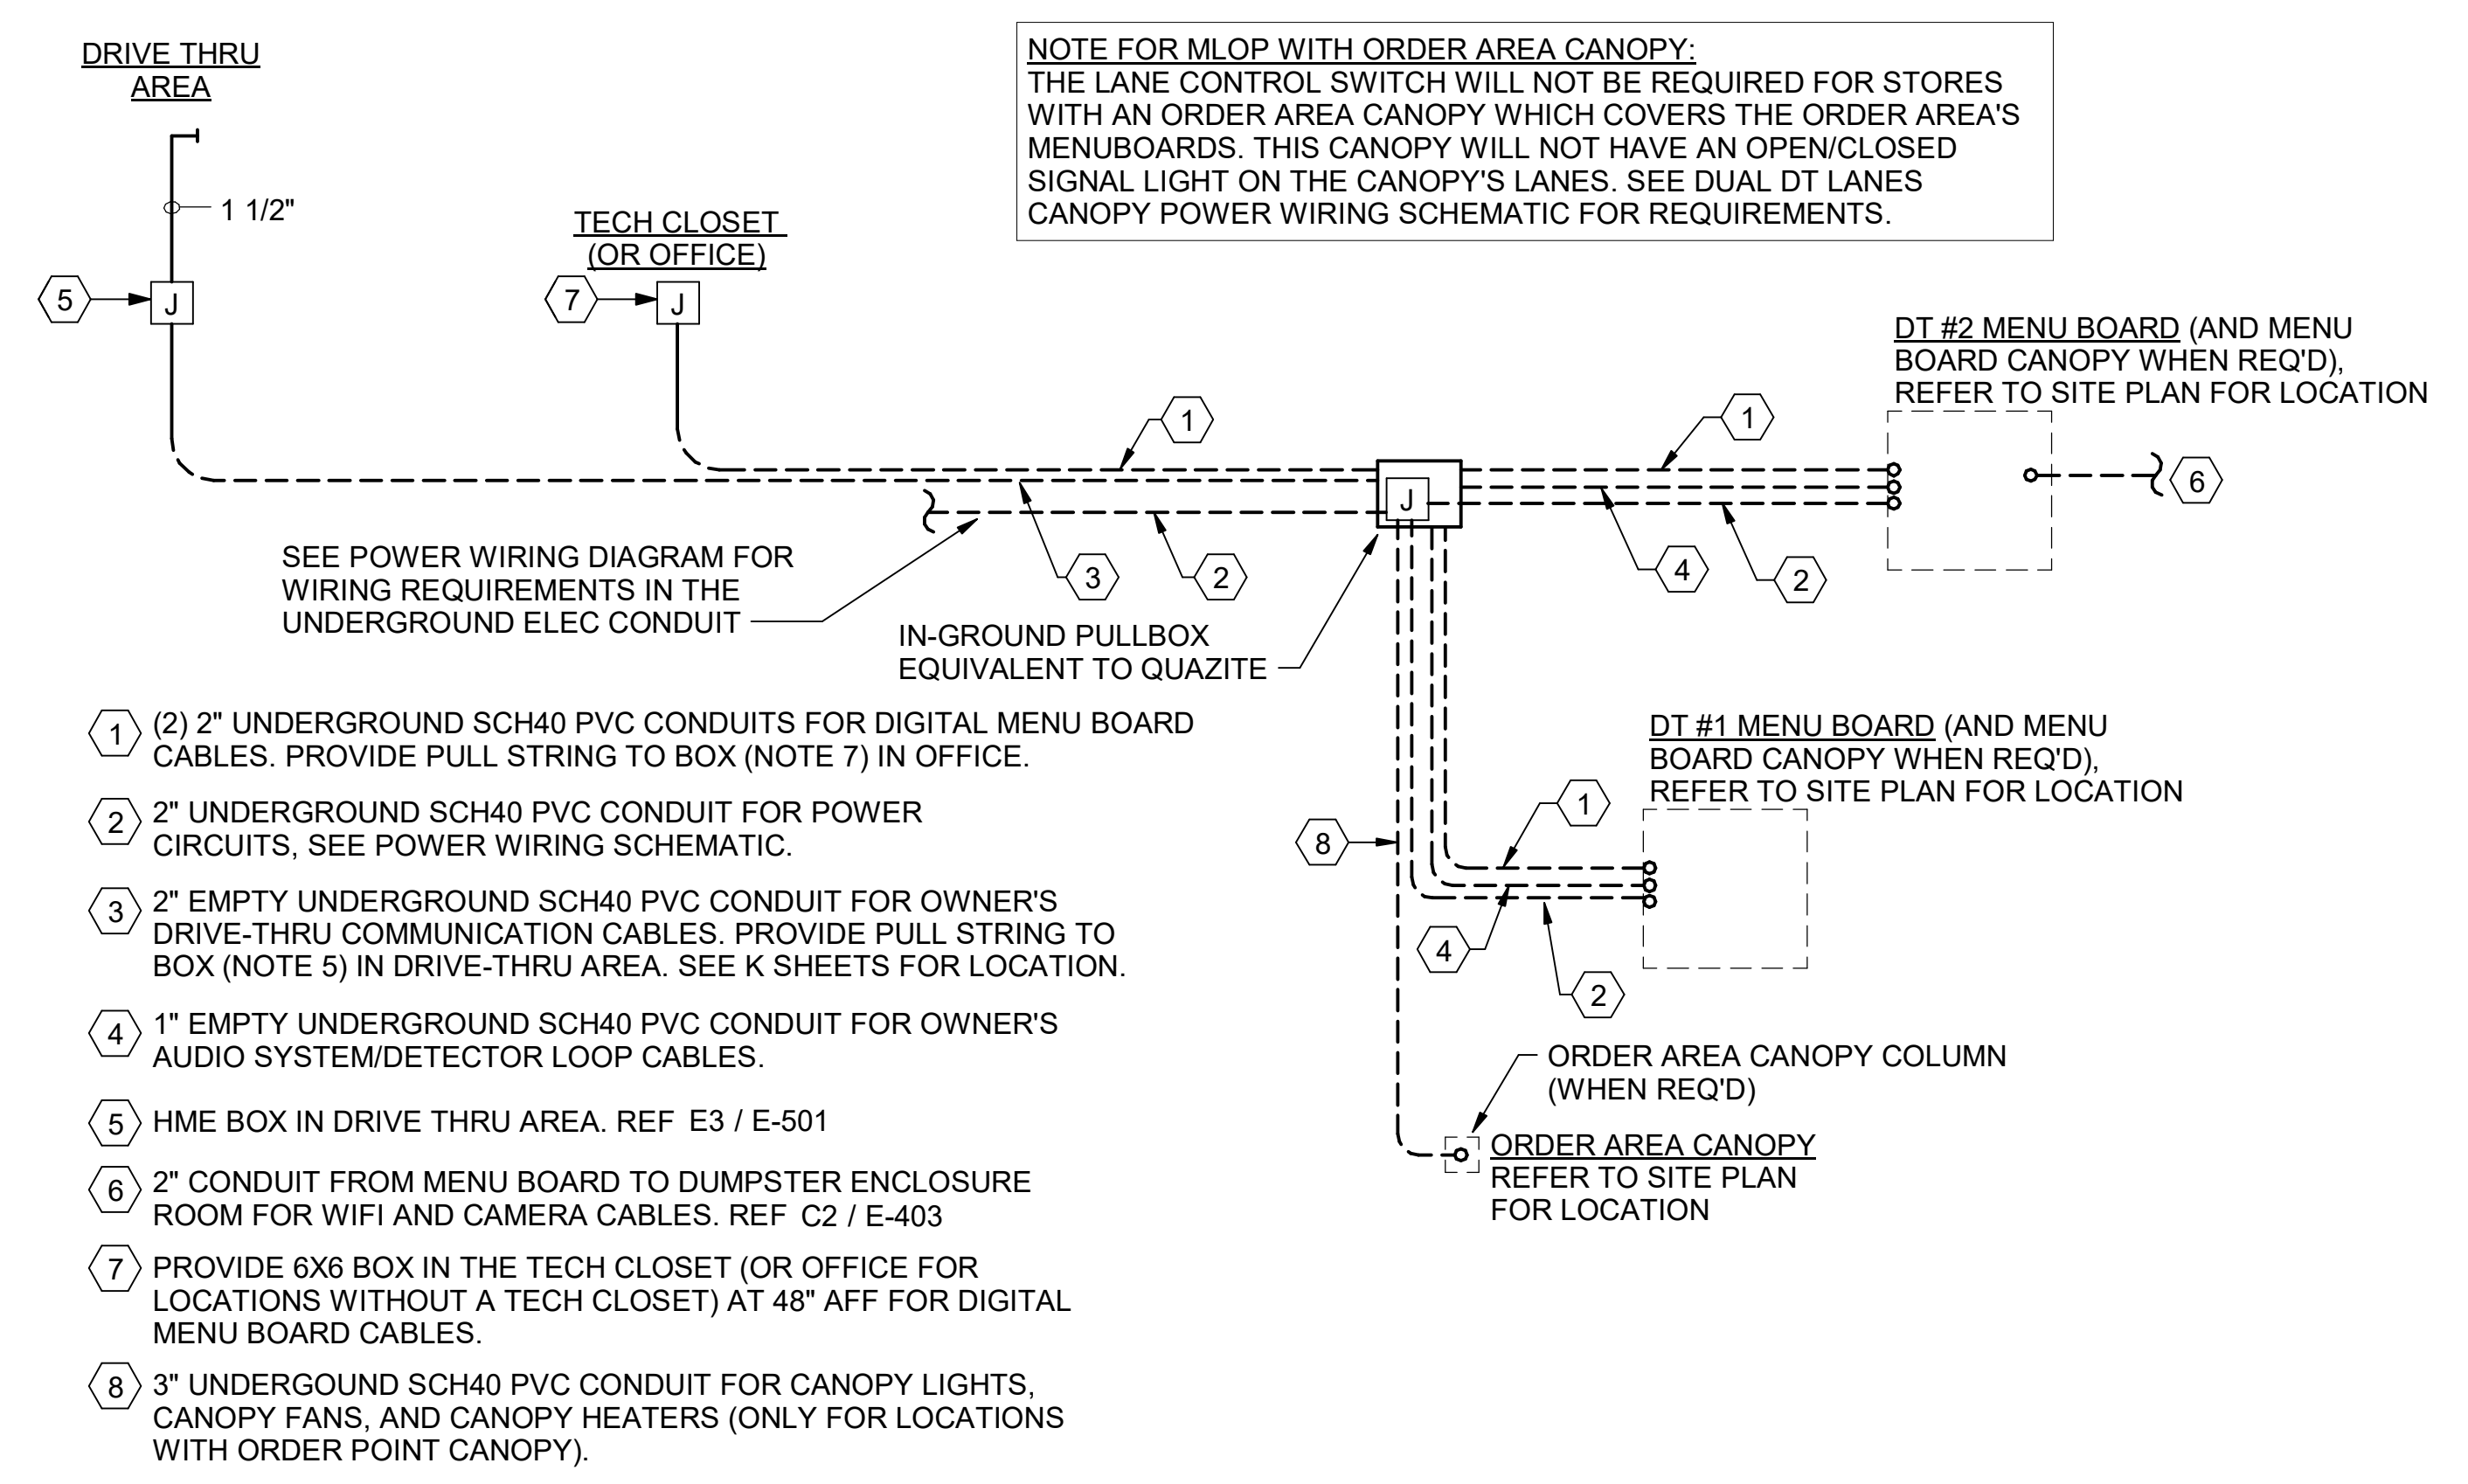 DRIVE THRU
AREA
1 1/2"
5
J
TECH CLOSET
(OR OFFICE)
7
J
NOTE FOR MLOP WITH ORDER AREA CANOPY:
THE LANE CONTROL SWITCH WILL NOT BE REQUIRED FOR STORES
WITH AN ORDER AREA CANOPY WHICH COVERS THE ORDER AREA'S
MENUBOARDS. THIS CANOPY WILL NOT HAVE AN OPEN/CLOSED
SIGNAL LIGHT ON THE CANOPY'S LANES. SEE DUAL DT LANES
CANOPY POWER WIRING SCHEMATIC FOR REQUIREMENTS.
DT #2 MENU BOARD (AND MENU
BOARD CANOPY WHEN REQ'D),
REFER TO SITE PLAN FOR LOCATION
1
1
6
J
3
2
4
2
SEE POWER WIRING DIAGRAM FOR
WIRING REQUIREMENTS IN THE
UNDERGROUND ELEC CONDUIT
IN-GROUND PULLBOX
EQUIVALENT TO QUAZITE
DT #1 MENU BOARD (AND MENU
BOARD CANOPY WHEN REQ'D),
REFER TO SITE PLAN FOR LOCATION
1
8
4
2
ORDER AREA CANOPY COLUMN
(WHEN REQ'D)
ORDER AREA CANOPY
REFER TO SITE PLAN
FOR LOCATION
1 (2) 2" UNDERGROUND SCH40 PVC CONDUITS FOR DIGITAL MENU BOARD
CABLES. PROVIDE PULL STRING TO BOX (NOTE 7) IN OFFICE.
2 2" UNDERGROUND SCH40 PVC CONDUIT FOR POWER
CIRCUITS, SEE POWER WIRING SCHEMATIC.
3 2" EMPTY UNDERGROUND SCH40 PVC CONDUIT FOR OWNER'S
DRIVE-THRU COMMUNICATION CABLES. PROVIDE PULL STRING TO
BOX (NOTE 5) IN DRIVE-THRU AREA. SEE K SHEETS FOR LOCATION.
4 1" EMPTY UNDERGROUND SCH40 PVC CONDUIT FOR OWNER'S
AUDIO SYSTEM/DETECTOR LOOP CABLES.
5 HME BOX IN DRIVE THRU AREA. REF E3 / E-501
6 2" CONDUIT FROM MENU BOARD TO DUMPSTER ENCLOSURE
ROOM FOR WIFI AND CAMERA CABLES. REF C2 / E-403
7 PROVIDE 6X6 BOX IN THE TECH CLOSET (OR OFFICE FOR
LOCATIONS WITHOUT A TECH CLOSET) AT 48" AFF FOR DIGITAL
MENU BOARD CABLES.
8 3" UNDERGOUND SCH40 PVC CONDUIT FOR CANOPY LIGHTS,
CANOPY FANS, AND CANOPY HEATERS (ONLY FOR LOCATIONS
WITH ORDER POINT CANOPY).